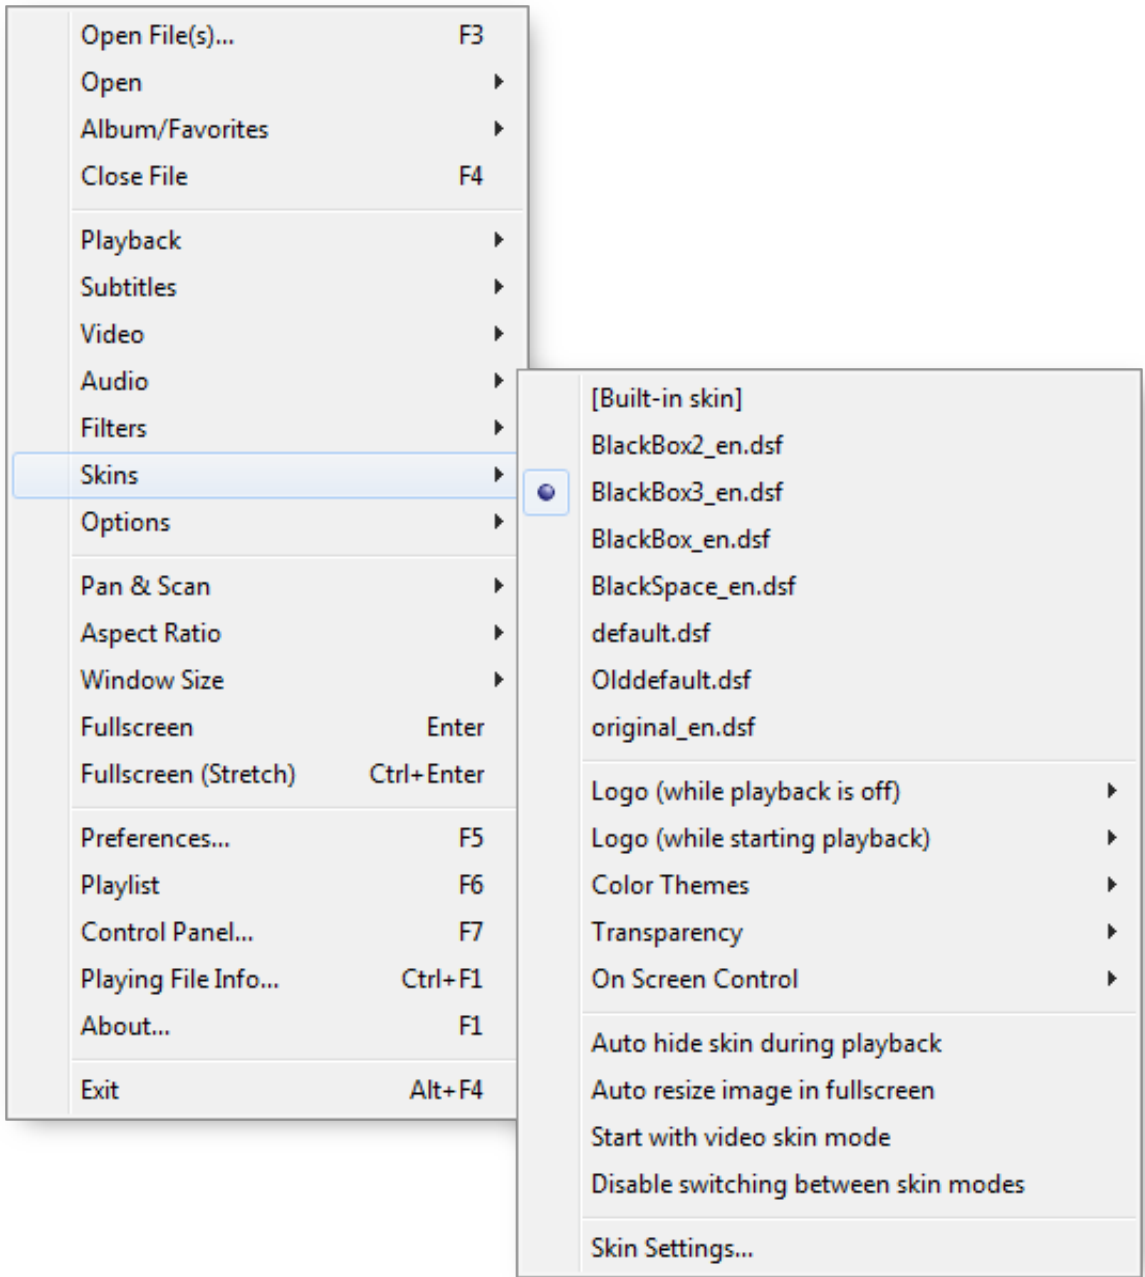 Open File(s)... F3
Open
Album/Favorites
Close File F4
Playback
Subtitles
Video
Audio
Filters
Skins
Options
Pan & Scan
Aspect Ratio
Window Size
Fullscreen Enter
Fullscreen (Stretch) Ctrl+Enter
Preferences... F5
Playlist F6
Control Panel... F7
Playing File Info... Ctrl+F1
About... F1
Exit Alt+F4
[Built-in skin]
BlackBox2_en.dsf
BlackBox3_en.dsf
BlackBox_en.dsf
BlackSpace_en.dsf
default.dsf
Olddefault.dsf
original_en.dsf
Logo (while playback is off)
Logo (while starting playback)
Color Themes
Transparency
On Screen Control
Auto hide skin during playback
Auto resize image in fullscreen
Start with video skin mode
Disable switching between skin modes
Skin Settings...